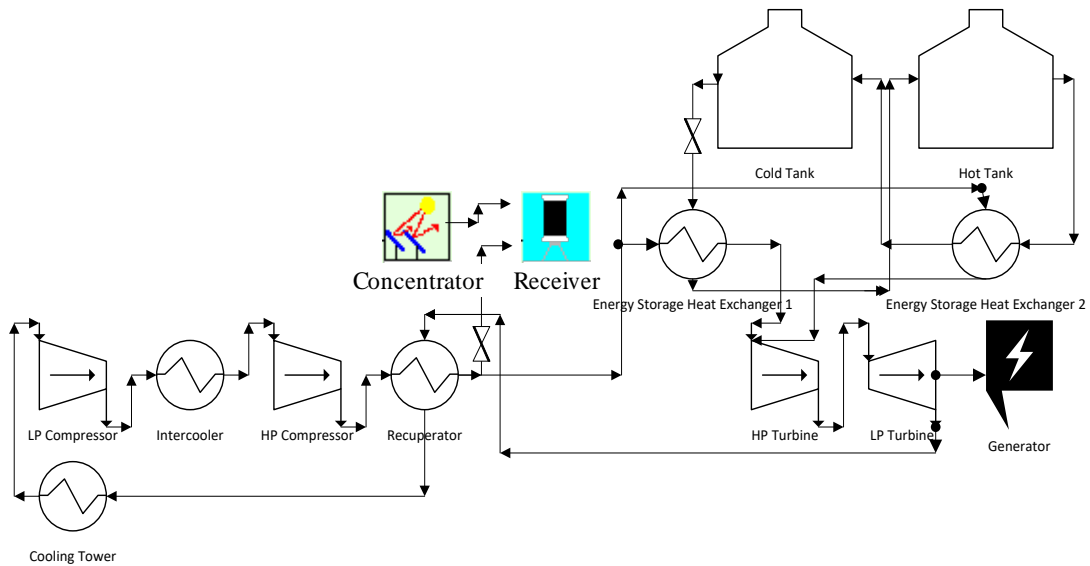 Cold Tank
Hot Tank
Concentrator
Receiver
Energy Storage Heat Exchanger 1
Energy Storage Heat Exchanger 2
LP Compressor
Intercooler
HP Compressor
Recuperator
HP Turbine
LP Turbine
Generator
Cooling Tower